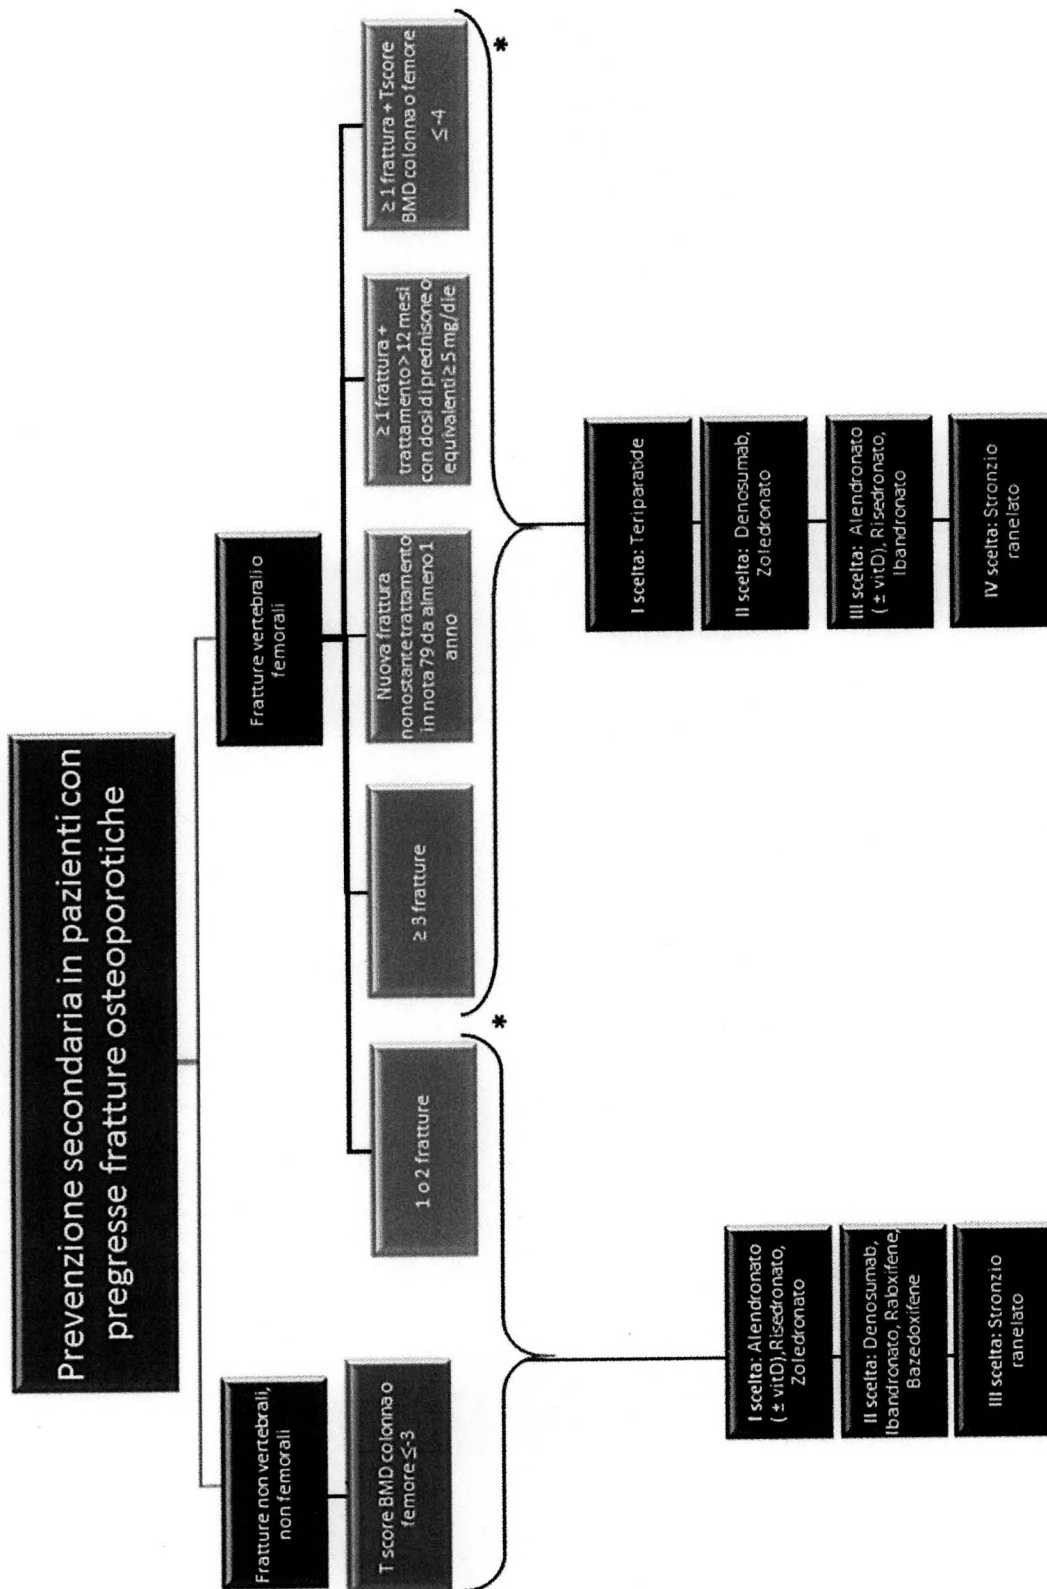 Prevenzione secondaria in pazienti con
pregresse fratture osteoporotiche
Fratture non vertebrali,
non femorali
Fratture vertebrali o
femorali
T score BMD colonna o
femore ≤-3
1 o 2 fratture
≥ 3 fratture
Nuova frattura
nonostante trattamento
in nota 79 da almeno 1
anno
≥ 1 frattura +
trattamento > 12 mesi
con dosi di prednisone o
equivalenti ≥ 5 mg/die
≥ 1 frattura + Tscore
BMD colonna o femore
≤ -4
*
*
I scelta: Alendronato
(± vitD), Risedronato,
Zoledronato
II scelta: Denosumab,
Ibandronato, Raloxifene,
Bazedoxifene
III scelta: Stronzio
ranelato
I scelta: Teriparatide
II scelta: Denosumab,
Zoledronato
III scelta: Alendronato
(± vitD), Risedronato,
Ibandronato
IV scelta: Stronzio
ranelato